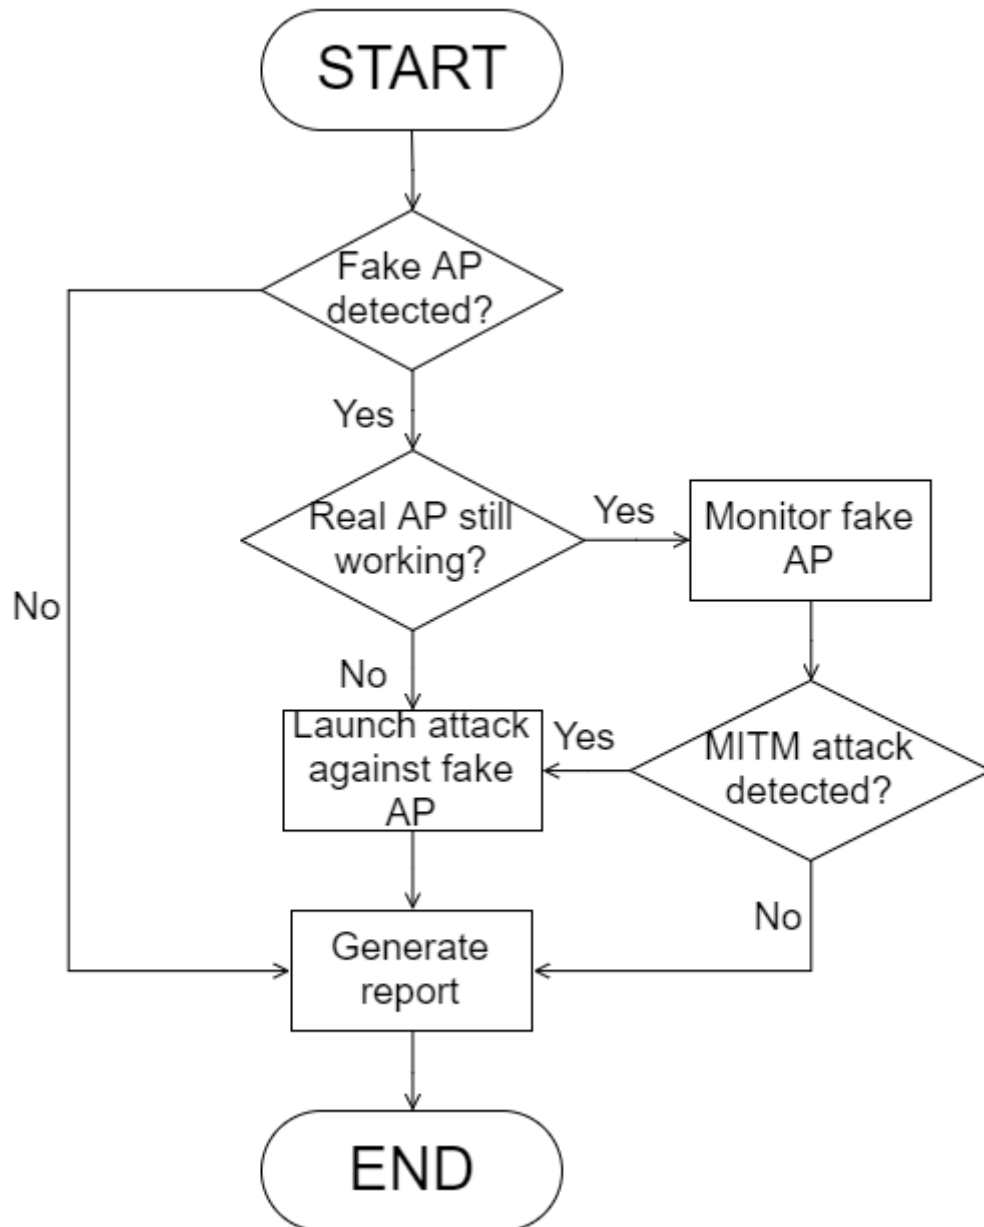 START
Fake AP
detected?
Yes
Real AP still
working?
Yes
Monitor fake
AP
No
No
Launch attack
against fake
AP
Yes
MITM attack
detected?
No
Generate
report
END